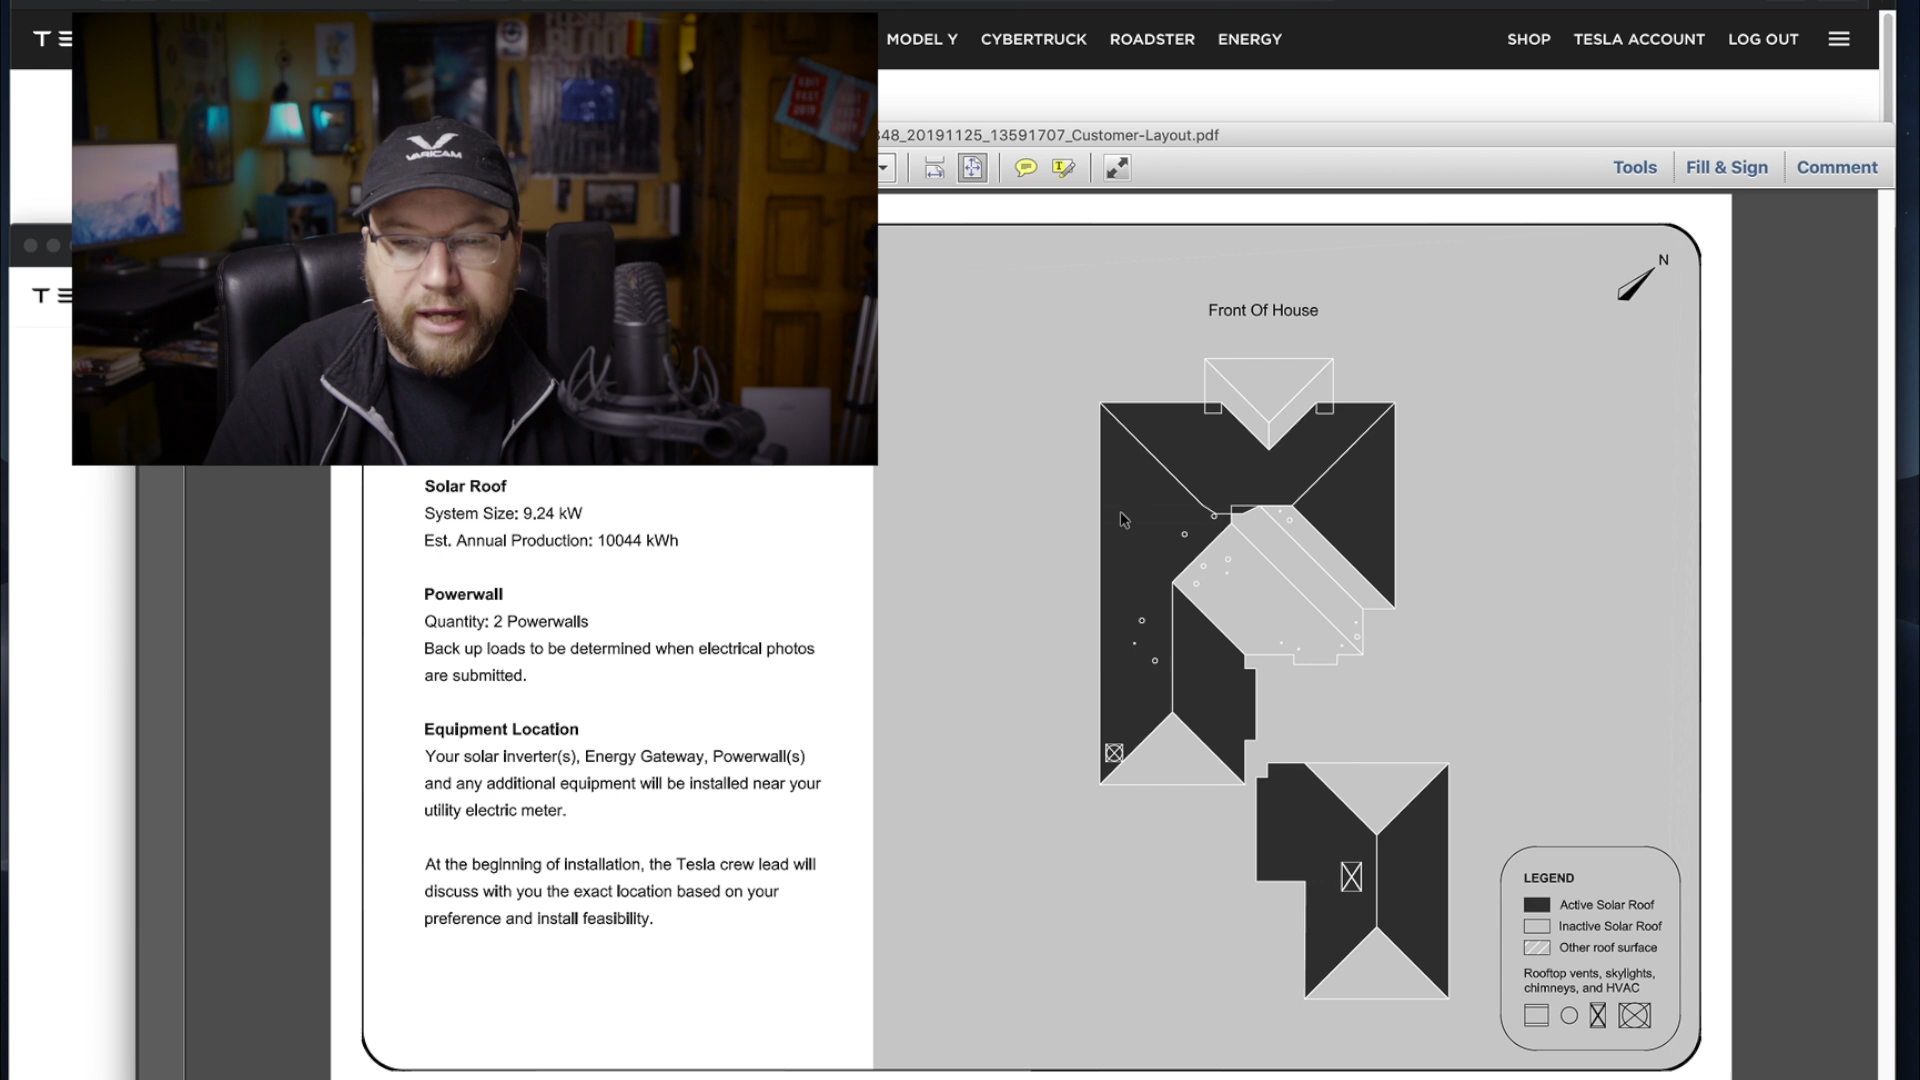 MODEL Y CYBERTRUCK ROADSTER ENERGY SHOP TESLA ACCOUNT LOG OUT
348_20191125_13591707_Customer-Layout.pdf
Tools Fill & Sign Comment
VARICAM
N
Front Of House
Solar Roof
System Size: 9.24 kW
Est. Annual Production: 10044 kWh
Powerwall
Quantity: 2 Powerwalls
Back up loads to be determined when electrical photos
are submitted.
Equipment Location
Your solar inverter(s), Energy Gateway, Powerwall(s)
and any additional equipment will be installed near your
utility electric meter.
At the beginning of installation, the Tesla crew lead will
discuss with you the exact location based on your
preference and install feasibility.
LEGEND
Active Solar Roof
Inactive Solar Roof
Other roof surface
Rooftop vents, skylights,
chimneys, and HVAC